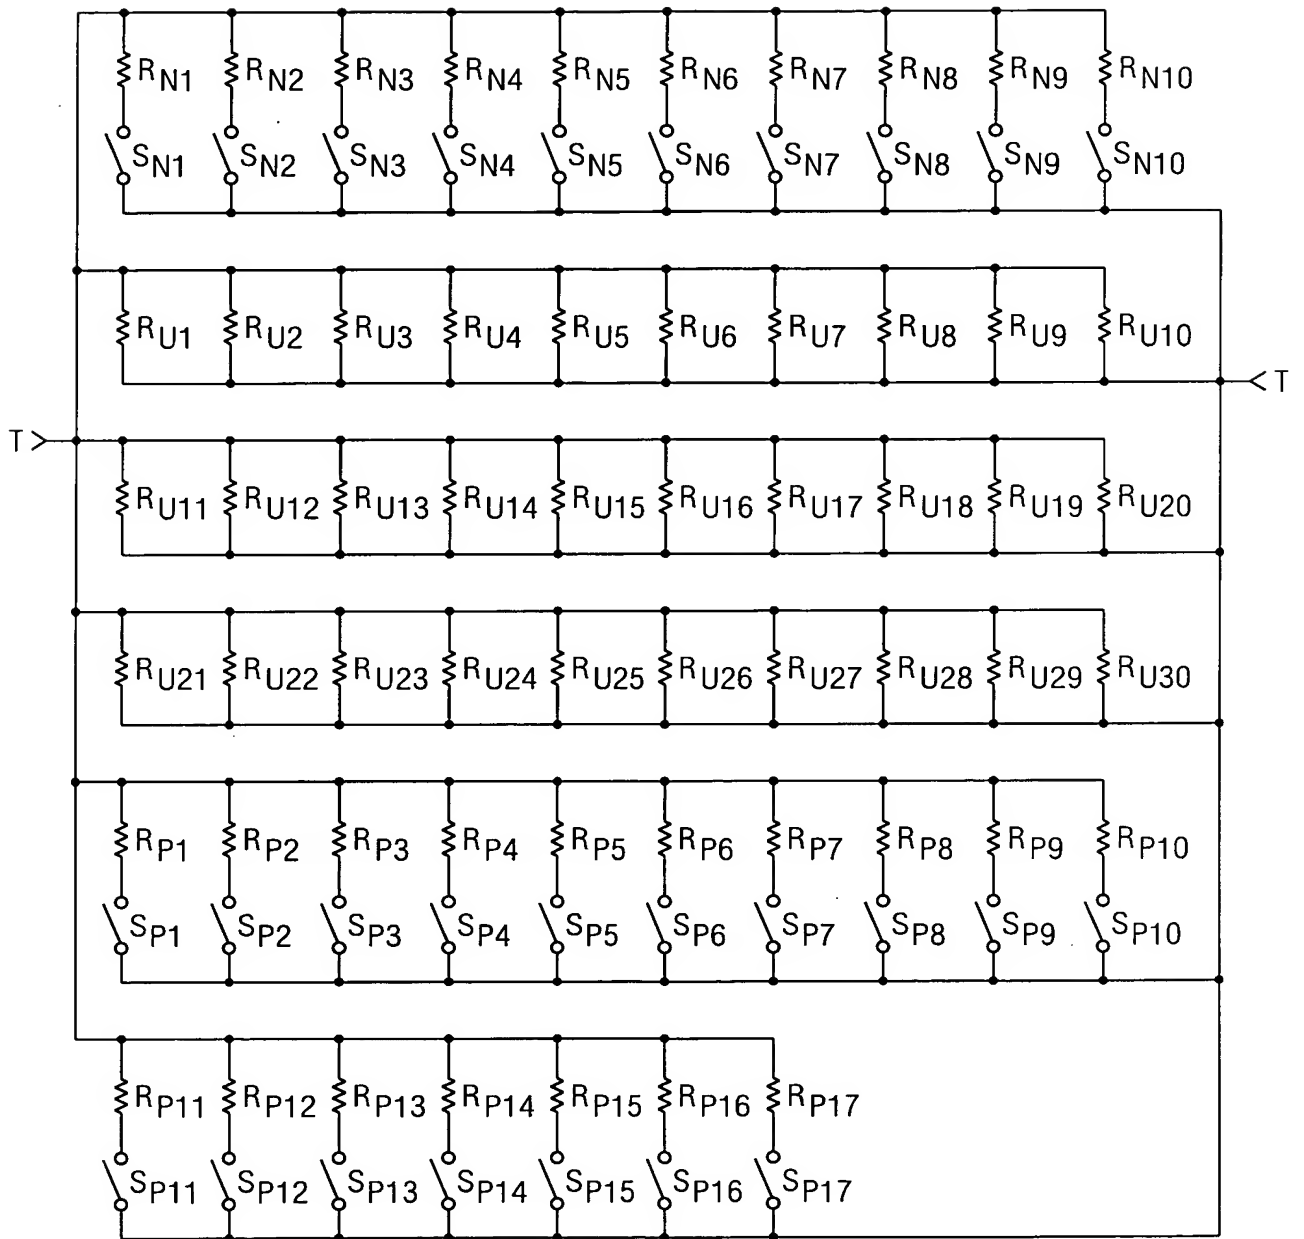 RN1 RN2 RN3 RN4 RN5 RN6 RN7 RN8 RN9 RN10
SN1 SN2 SN3 SN4 SN5 SN6 SN7 SN8 SN9 SN10
RU1 RU2 RU3 RU4 RU5 RU6 RU7 RU8 RU9 RU10
< T
T >
RU11 RU12 RU13 RU14 RU15 RU16 RU17 RU18 RU19 RU20
RU21 RU22 RU23 RU24 RU25 RU26 RU27 RU28 RU29 RU30
RP1 RP2 RP3 RP4 RP5 RP6 RP7 RP8 RP9 RP10
SP1 SP2 SP3 SP4 SP5 SP6 SP7 SP8 SP9 SP10
RP11 RP12 RP13 RP14 RP15 RP16 RP17
SP11 SP12 SP13 SP14 SP15 SP16 SP17